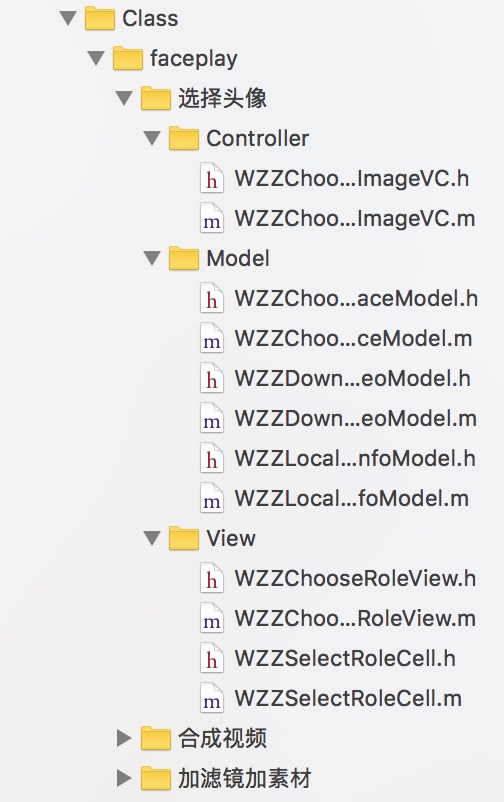 Class
faceplay
选择头像
Controller
h WZZChoo...ImageVC.h
m WZZChoo...ImageVC.m
Model
h WZZChoo...aceModel.h
m WZZChoo...ceModel.m
h WZZDown...eoModel.h
m WZZDown...eoModel.m
h WZZLocal...nfoModel.h
m WZZLocal...foModel.m
View
h WZZChooseRoleView.h
m WZZChoo...RoleView.m
h WZZSelectRoleCell.h
m WZZSelectRoleCell.m
合成视频
加滤镜加素材